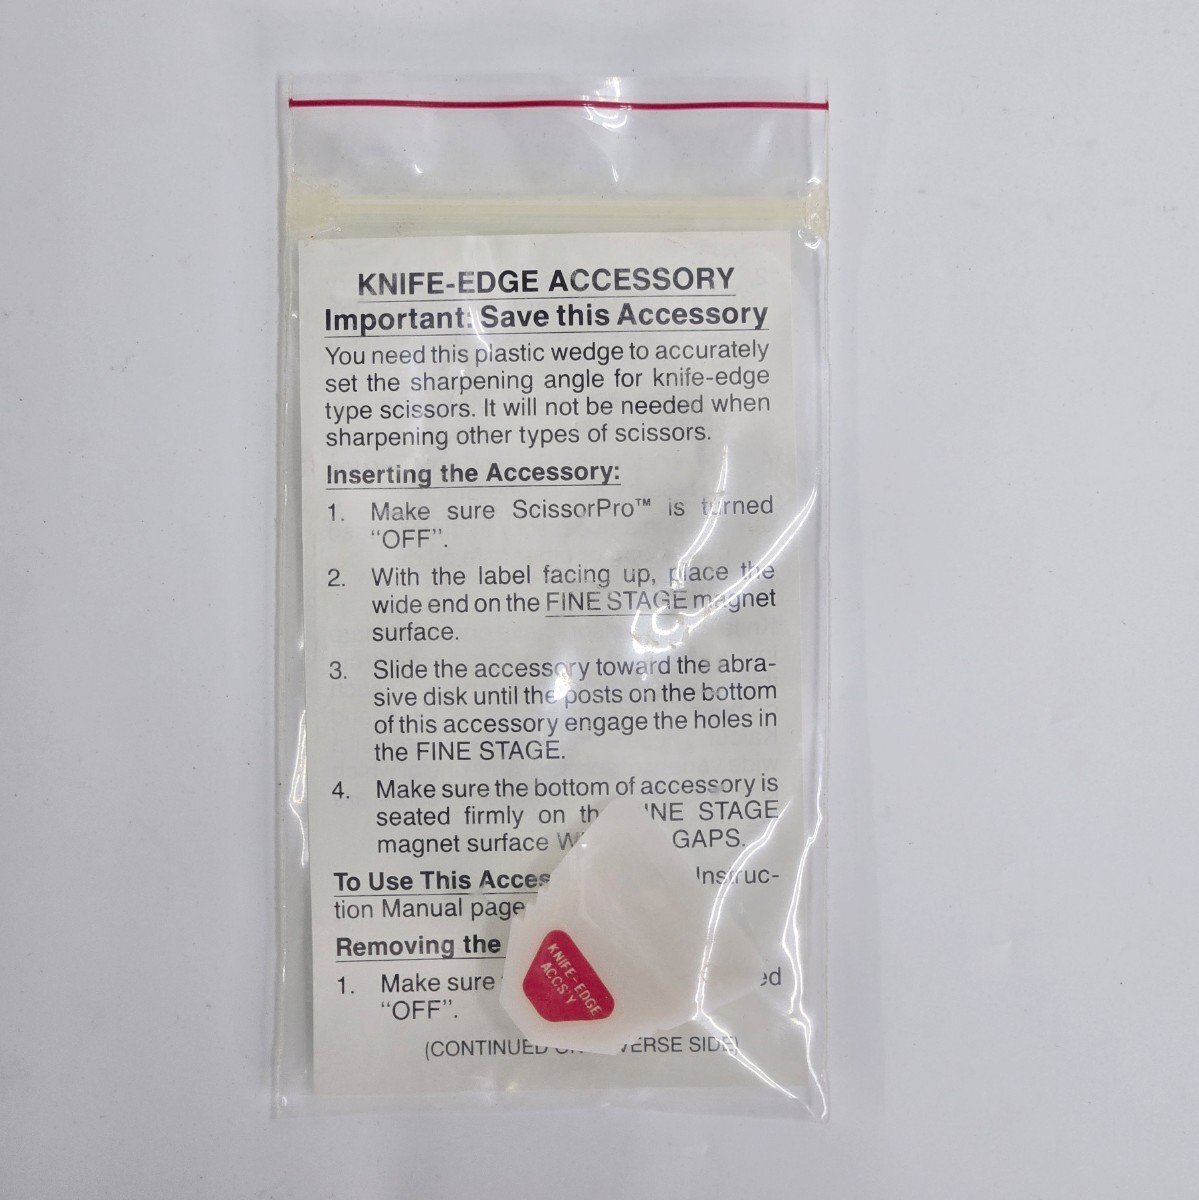 KNIFE-EDGE ACCESSORY
Important: Save this Accessory
You need this plastic wedge to accurately
set the sharpening angle for knife-edge
type scissors. It will not be needed when
sharpening other types of scissors.
Inserting the Accessory:
1. Make sure ScissorPro™ is turned
“OFF”.
2. With the label facing up, place the
wide end on the FINE STAGE magnet
surface.
3. Slide the accessory toward the abra-
sive disk until the posts on the bottom
of this accessory engage the holes in
the FINE STAGE.
4. Make sure the bottom of accessory is
seated firmly on FINE STAGE
magnet surface GAPS.
To Use This Instruc-
tion Manual page
Removing the
1. Make sure
“OFF”.
(CONTINUED SIDE)
KNIFE-EDGE
ACCS'Y